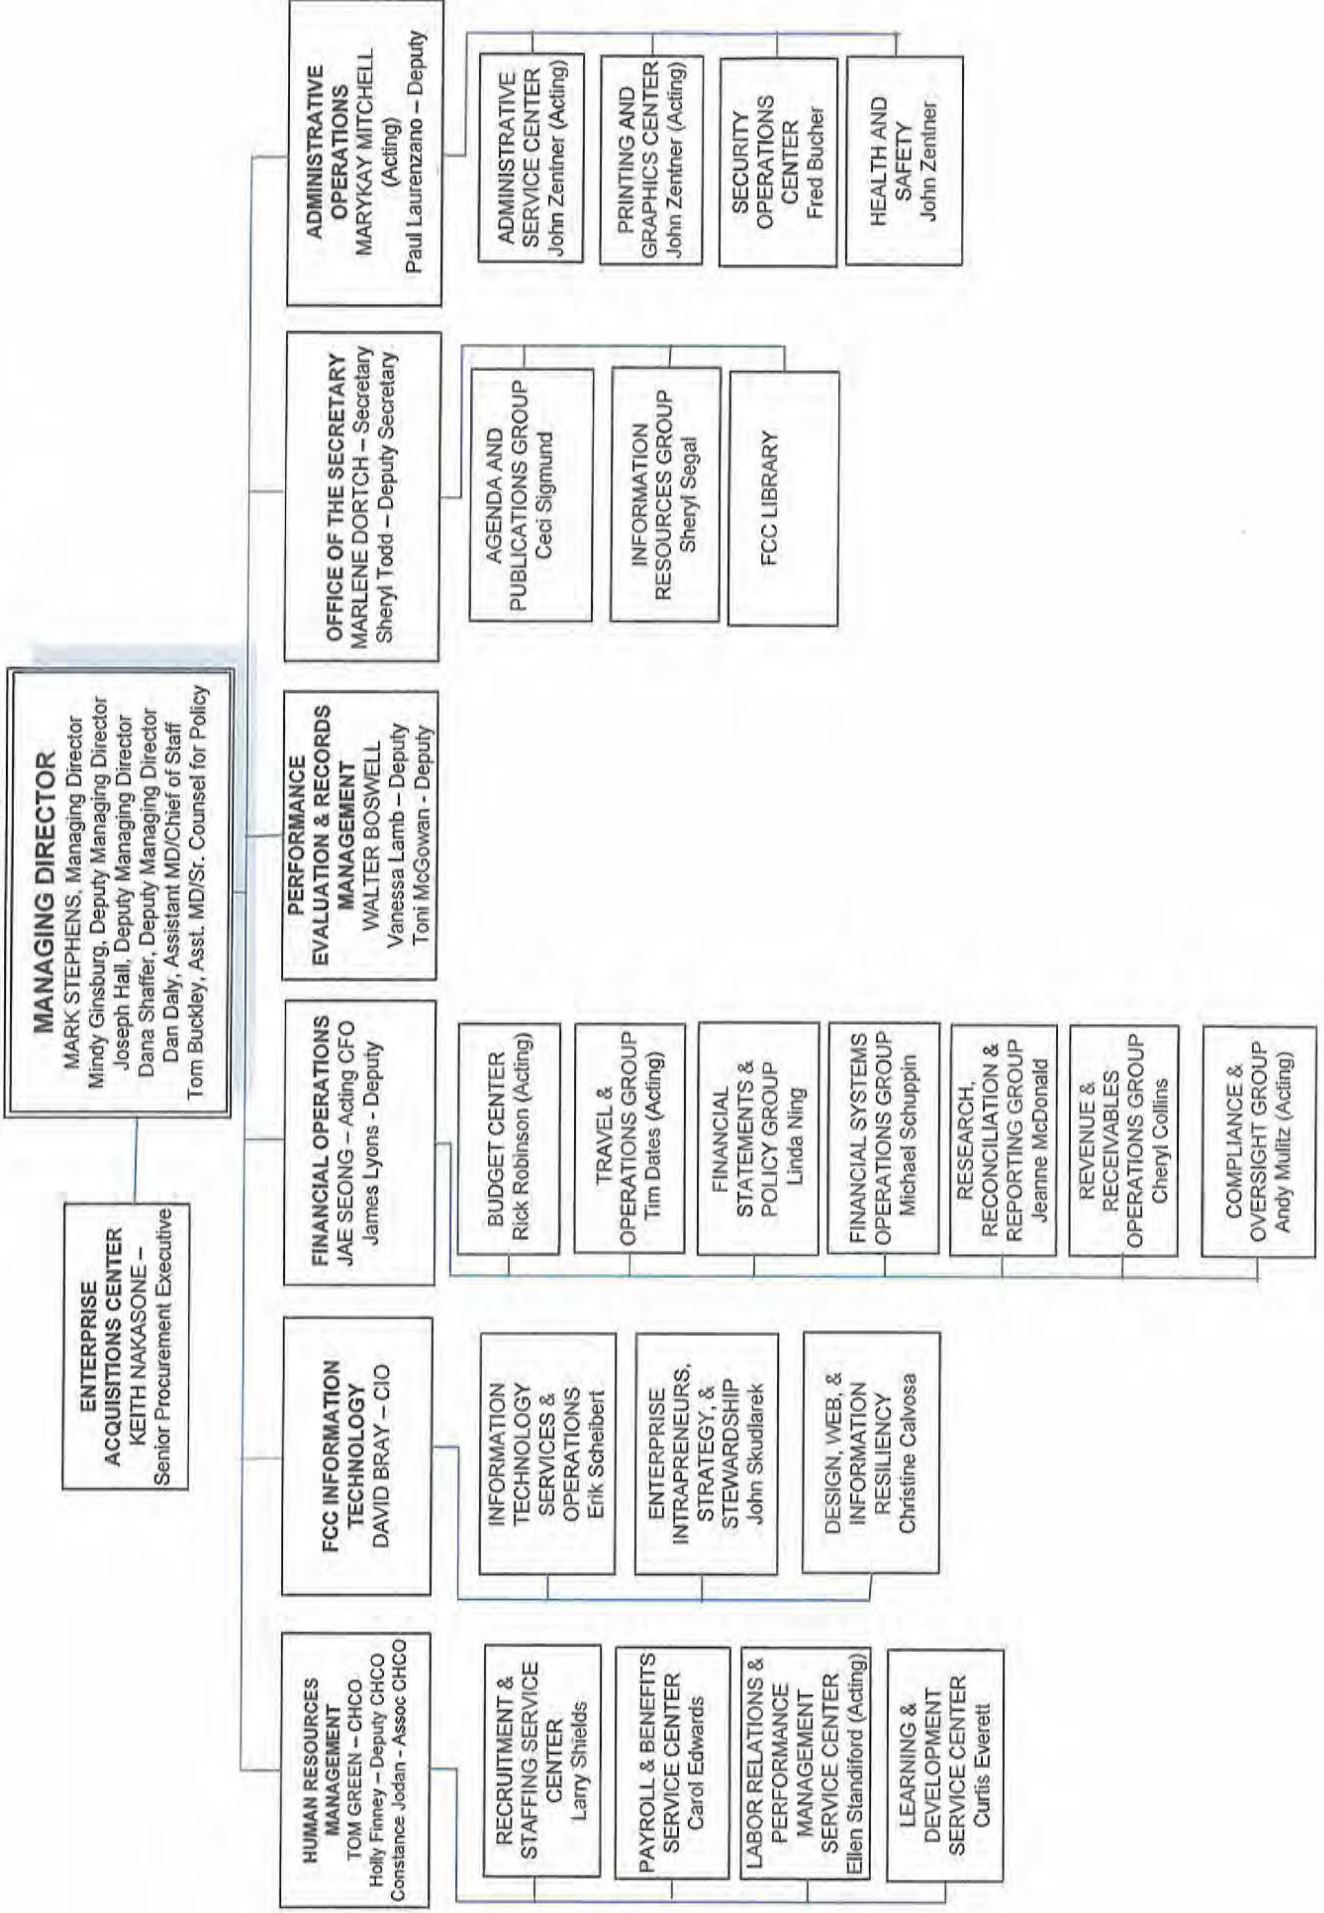 MANAGING DIRECTOR
MARK STEPHENS, Managing Director
Mindy Ginsburg, Deputy Managing Director
Joseph Hall, Deputy Managing Director
Dana Shaffer, Deputy Managing Director
Dan Daly, Assistant MD/Chief of Staff
Tom Buckley, Asst. MD/Sr. Counsel for Policy
ENTERPRISE
ACQUISITIONS CENTER
KEITH NAKASONE –
Senior Procurement Executive
HUMAN RESOURCES
MANAGEMENT
TOM GREEN – CHCO
Holly Finney – Deputy CHCO
Constance Jodan - Assoc CHCO
RECRUITMENT &
STAFFING SERVICE
CENTER
Larry Shields
PAYROLL & BENEFITS
SERVICE CENTER
Carol Edwards
LABOR RELATIONS &
PERFORMANCE
MANAGEMENT
SERVICE CENTER
Ellen Standiford (Acting)
LEARNING &
DEVELOPMENT
SERVICE CENTER
Curtis Everett
FCC INFORMATION
TECHNOLOGY
DAVID BRAY – CIO
INFORMATION
TECHNOLOGY
SERVICES &
OPERATIONS
Erik Scheibert
ENTERPRISE
INTRAPRENEURS,
STRATEGY, &
STEWARDSHIP
John Skudlarek
DESIGN, WEB, &
INFORMATION
RESILIENCY
Christine Calvosa
FINANCIAL OPERATIONS
JAE SEONG – Acting CFO
James Lyons - Deputy
BUDGET CENTER
Rick Robinson (Acting)
TRAVEL &
OPERATIONS GROUP
Tim Dates (Acting)
FINANCIAL
STATEMENTS &
POLICY GROUP
Linda Ning
FINANCIAL SYSTEMS
OPERATIONS GROUP
Michael Schuppin
RESEARCH,
RECONCILIATION &
REPORTING GROUP
Jeanne McDonald
REVENUE &
RECEIVABLES
OPERATIONS GROUP
Cheryl Collins
COMPLIANCE &
OVERSIGHT GROUP
Andy Mulitz (Acting)
PERFORMANCE
EVALUATION & RECORDS
MANAGEMENT
WALTER BOSWELL
Vanessa Lamb – Deputy
Toni McGowan - Deputy
OFFICE OF THE SECRETARY
MARLENE DORTCH – Secretary
Sheryl Todd – Deputy Secretary
AGENDA AND
PUBLICATIONS GROUP
Ceci Sigmund
INFORMATION
RESOURCES GROUP
Sheryl Segal
FCC LIBRARY
ADMINISTRATIVE
OPERATIONS
MARYKAY MITCHELL
(Acting)
Paul Laurenzano – Deputy
ADMINISTRATIVE
SERVICE CENTER
John Zentner (Acting)
PRINTING AND
GRAPHICS CENTER
John Zentner (Acting)
SECURITY
OPERATIONS
CENTER
Fred Bucher
HEALTH AND
SAFETY
John Zentner